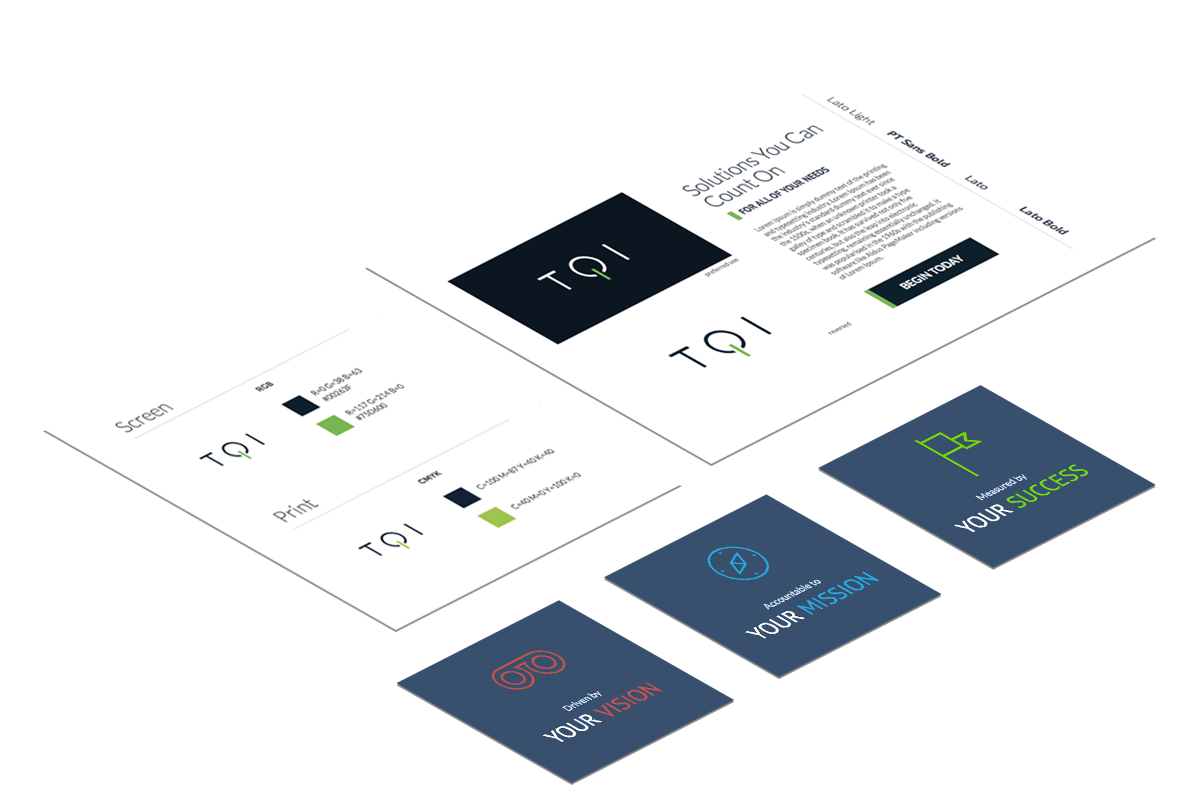 Lato Light
PT Sans Bold
Lato
Lato Bold
Solutions You Can
Count On
FOR ALL OF YOUR NEEDS
Lorem Ipsum is simply dummy text of the printing
and typesetting industry. Lorem Ipsum has been
the industry's standard dummy text ever since
the 1500s, when an unknown printer took a
galley of type and scrambled it to make a type
specimen book. It has survived not only five
centuries, but also the leap into electronic
typesetting, remaining essentially unchanged. It
was popularised in the 1960s with the publishing
software like Aldus PageMaker including versions
of Lorem Ipsum.
BEGIN TODAY
TQI
preferred use
TQI
reversed
Screen
RGB
TQI
R=0 G=38 B=63
#00263F
R=117 G=214 B=0
#75D600
Print
CMYK
TQI
C=100 M=87 Y=40 K=40
C=40 M=0 Y=100 K=0
Measured by
YOUR SUCCESS
Accountable to
YOUR MISSION
Driven by
YOUR VISION